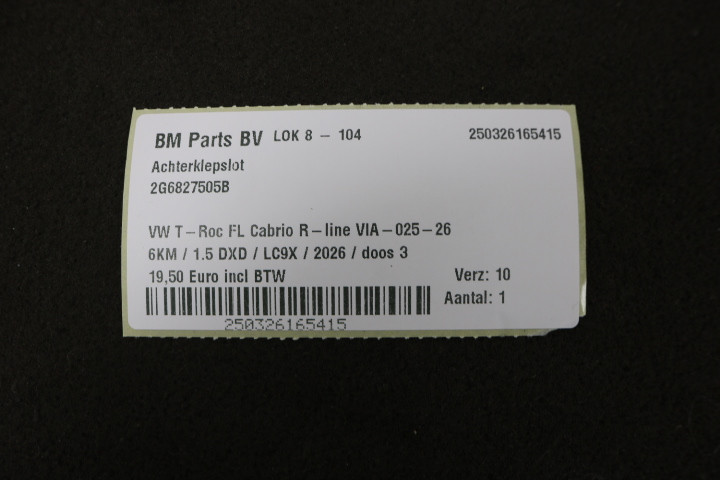 BM Parts BV LOK 8 - 104 250326165415
Achterklepslot
2G6827505B
VW T-Roc FL Cabrio R-line VIA-025-26
6KM / 1.5 DXD / LC9X / 2026 / doos 3
19,50 Euro incl BTW Verz: 10
Aantal: 1
250326165415